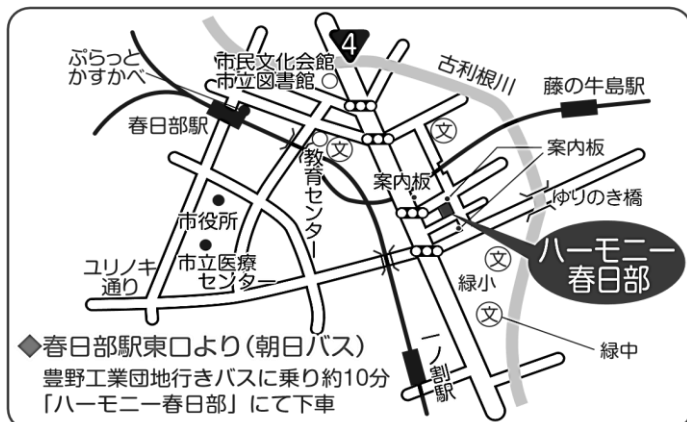 ぷらっと
かすかべ
市民文化会館
市立図書館
4
古利根川
藤の牛島駅
春日部駅
文
文
教育センター
案内板
案内板
ゆりのき橋
市役所
市立医療
センター
ハーモニー
春日部
ユリノキ
通り
緑小
文
文
緑中
一ノ割駅
◆春日部駅東口より(朝日バス)
豊野工業団地行きバスに乗り約10分
「ハーモニー春日部」にて下車